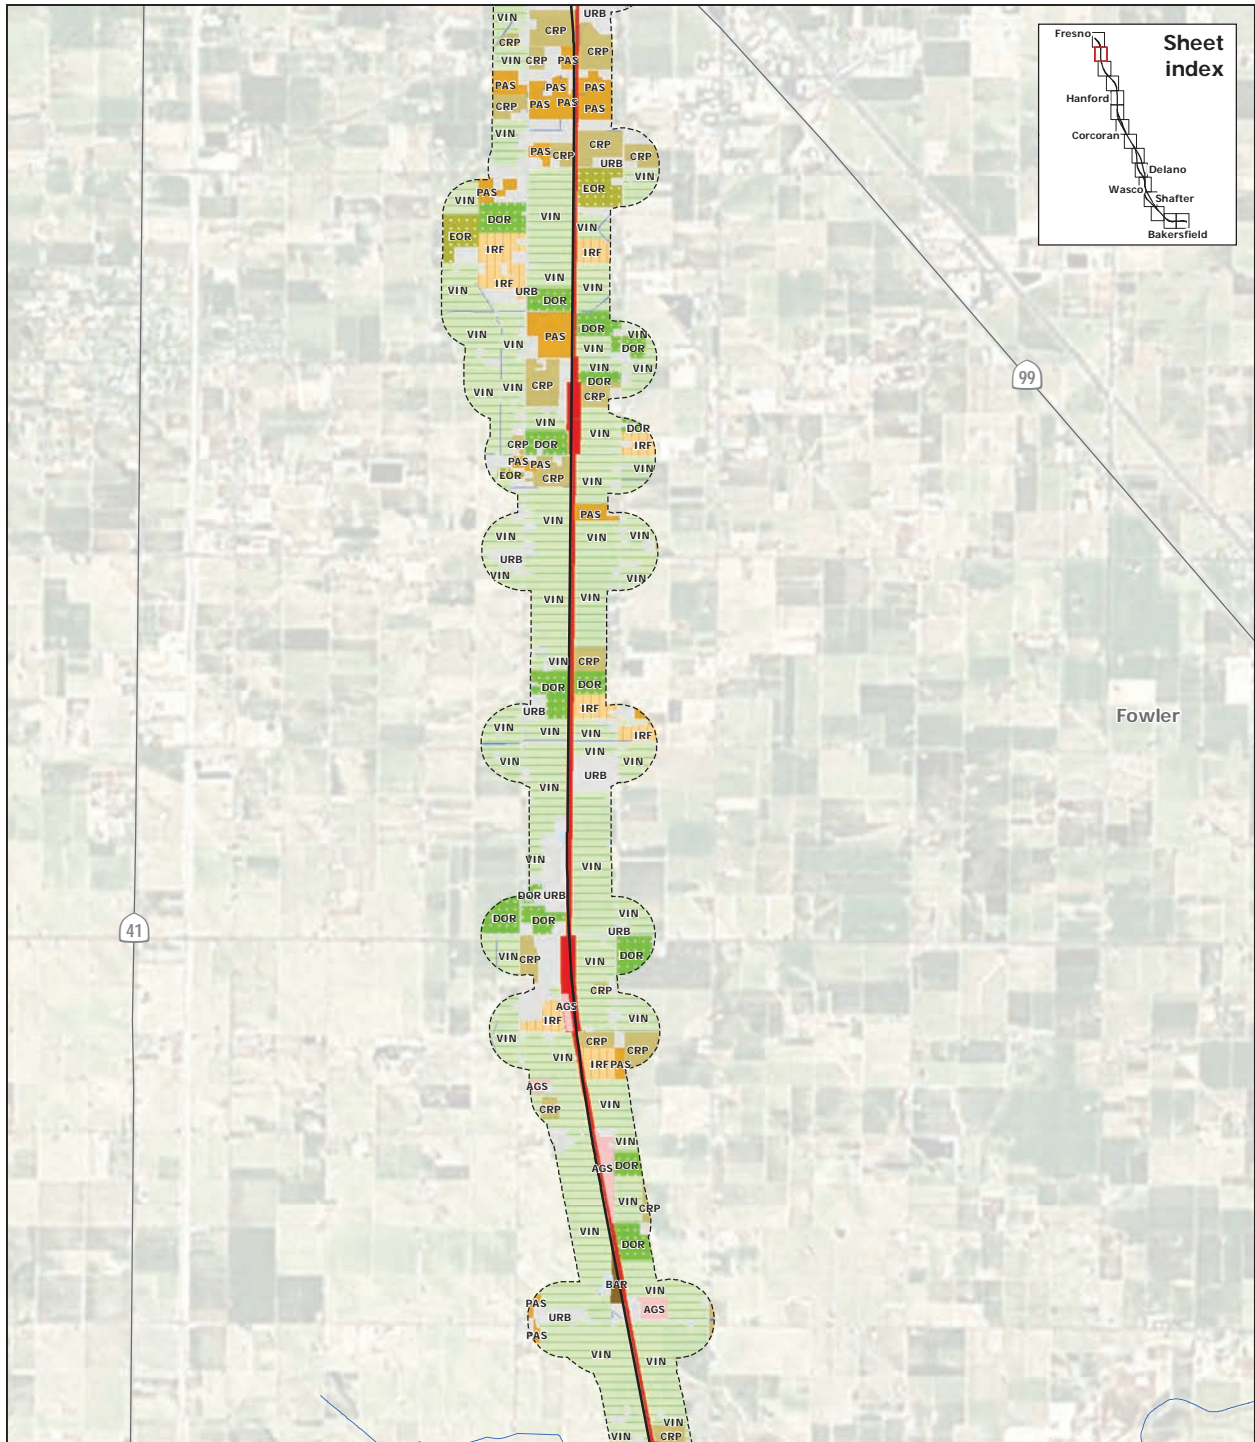 VIN
URB
CRP
CRP
CRP
VIN CRP PAS
PAS
PAS
PAS
CRP
PAS
PAS
PAS
VIN
CRP
PAS
CRP
URB
CRP
VIN
PAS
EOR
VIN
DOR
VIN
VIN
EOR
IRF
IRF
VIN
IRF
VIN
VIN
URB
DOR
VIN
PAS
DOR
VIN
VIN
VIN
DOR
VIN
VIN
VIN
CRP
VIN
DOR
CRP
VIN
VIN
DOR
CRP
DOR
IRF
PAS
PAS
VIN
EOR
CRP
VIN
PAS
VIN
VIN
VIN
VIN
URB
VIN
VIN
VIN
VIN
VIN
CRP
DOR
DOR
URB
IRF
VIN
VIN
VIN
IRF
VIN
VIN
VIN
URB
VIN
VIN
VIN
DOR
URB
DOR
DOR
VIN
URB
VIN
CRP
VIN
DOR
CRP
AGS
IRF
VIN
VIN
CRP
CRP
VIN
IRF
PAS
AGS
CRP
VIN
VIN
AGS
DOR
VIN
CRP
VIN
DOR
BAR
VIN
PAS
URB
AGS
PAS
VIN
VIN
VIN
VIN
CRP
41
99
Fowler
Sheet
index
Fresno
Hanford
Corcoran
Delano
Wasco
Shafter
Bakersfield